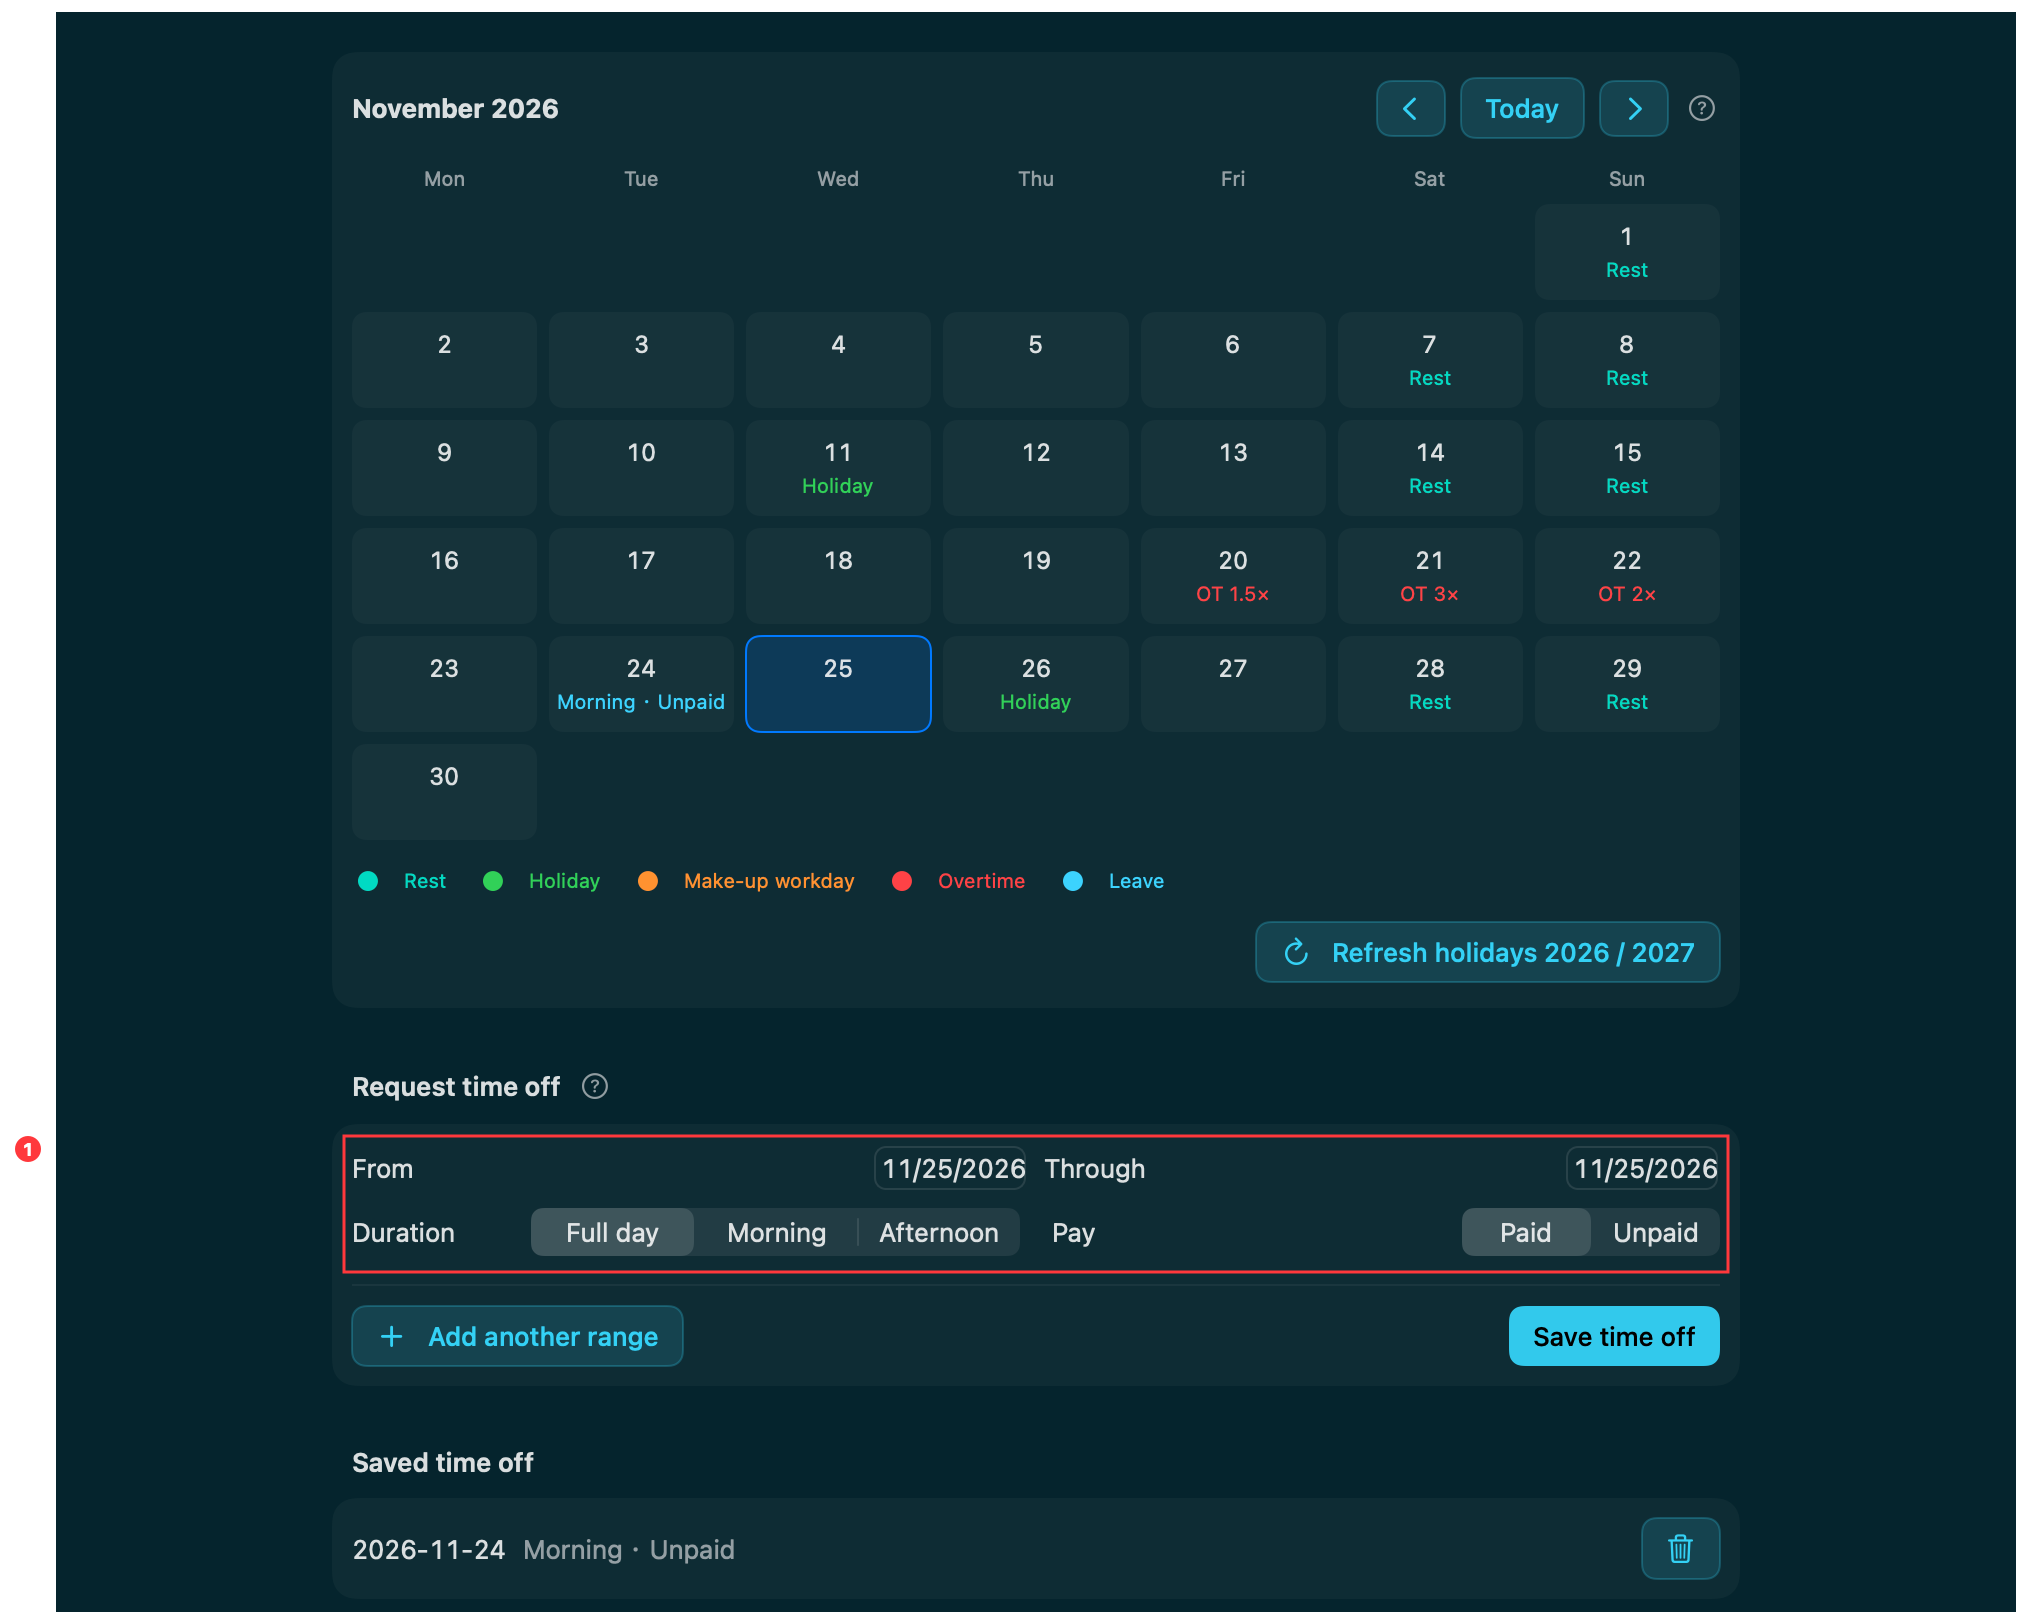 November 2026 Today ?
Mon Tue Wed Thu Fri Sat Sun
1
Rest
2 3 4 5 6 7 8
Rest Rest
9 10 11 12 13 14 15
Holiday Rest Rest
16 17 18 19 20 21 22
OT 1.5× OT 3× OT 2×
23 24 25 26 27 28 29
Morning · Unpaid Holiday Rest Rest
30
Rest Holiday Make-up workday Overtime Leave
Refresh holidays 2026 / 2027
Request time off ?
1
From 11/25/2026 Through 11/25/2026
Duration Full day Morning Afternoon Pay Paid Unpaid
+ Add another range Save time off
Saved time off
2026-11-24 Morning · Unpaid